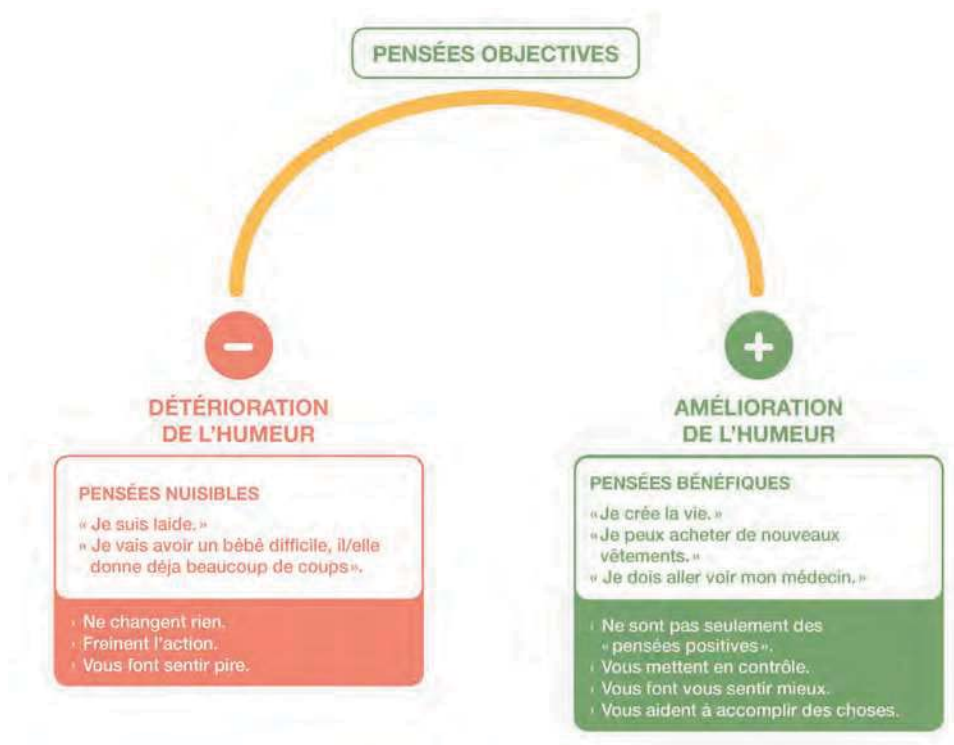 PENSÉES OBJECTIVES
DÉTÉRIORATION
DE L'HUMEUR
PENSÉES NUISIBLES
« Je suis laide. »
« Je vais avoir un bébé difficile, il/elle
donne déja beaucoup de coups ».
› Ne changent rien.
› Freinent l'action.
› Vous font sentir pire.
AMÉLIORATION
DE L'HUMEUR
PENSÉES BÉNÉFIQUES
« Je crée la vie. »
« Je peux acheter de nouveaux
vêtements. »
« Je dois aller voir mon médecin. »
› Ne sont pas seulement des
« pensées positives ».
› Vous mettent en contrôle.
› Vous font vous sentir mieux.
› Vous aident à accomplir des choses.